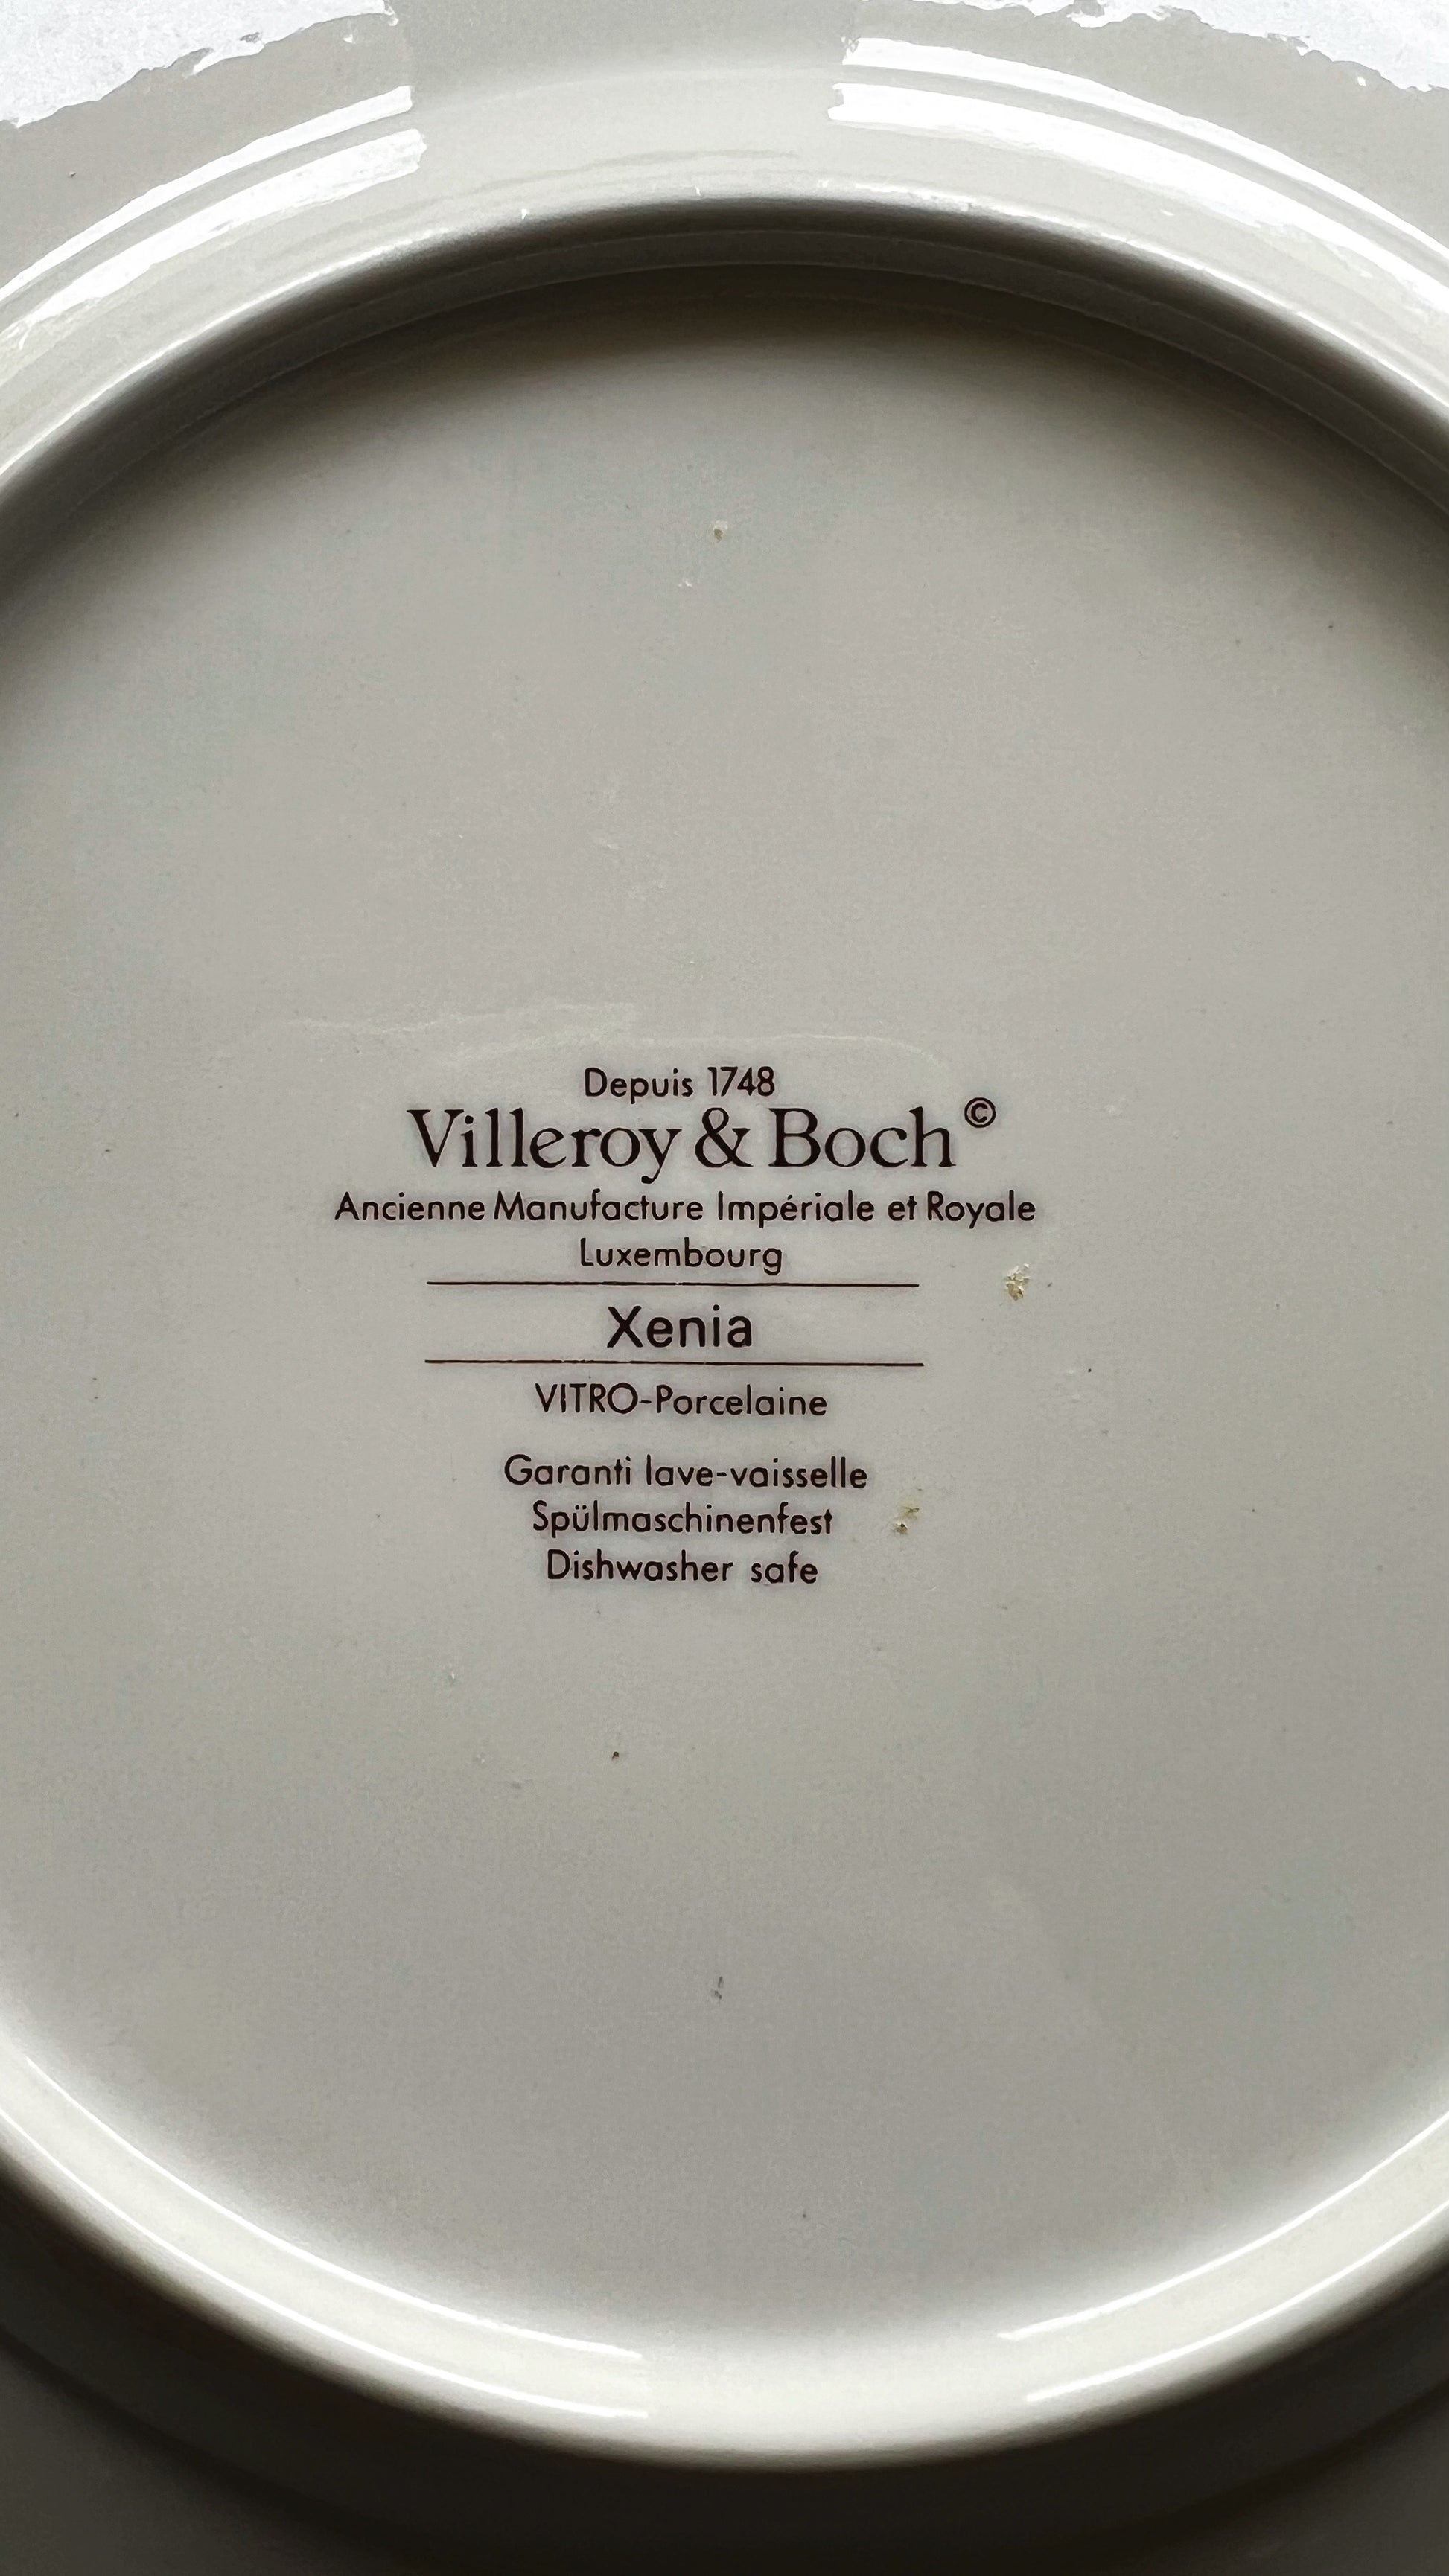 Depuis 1748
Villeroy & Boch ©
Ancienne Manufacture Impériale et Royale
Luxembourg
Xenia
VITRO-Porcelaine
Garanti lave-vaisselle
Spülmaschinenfest
Dishwasher safe